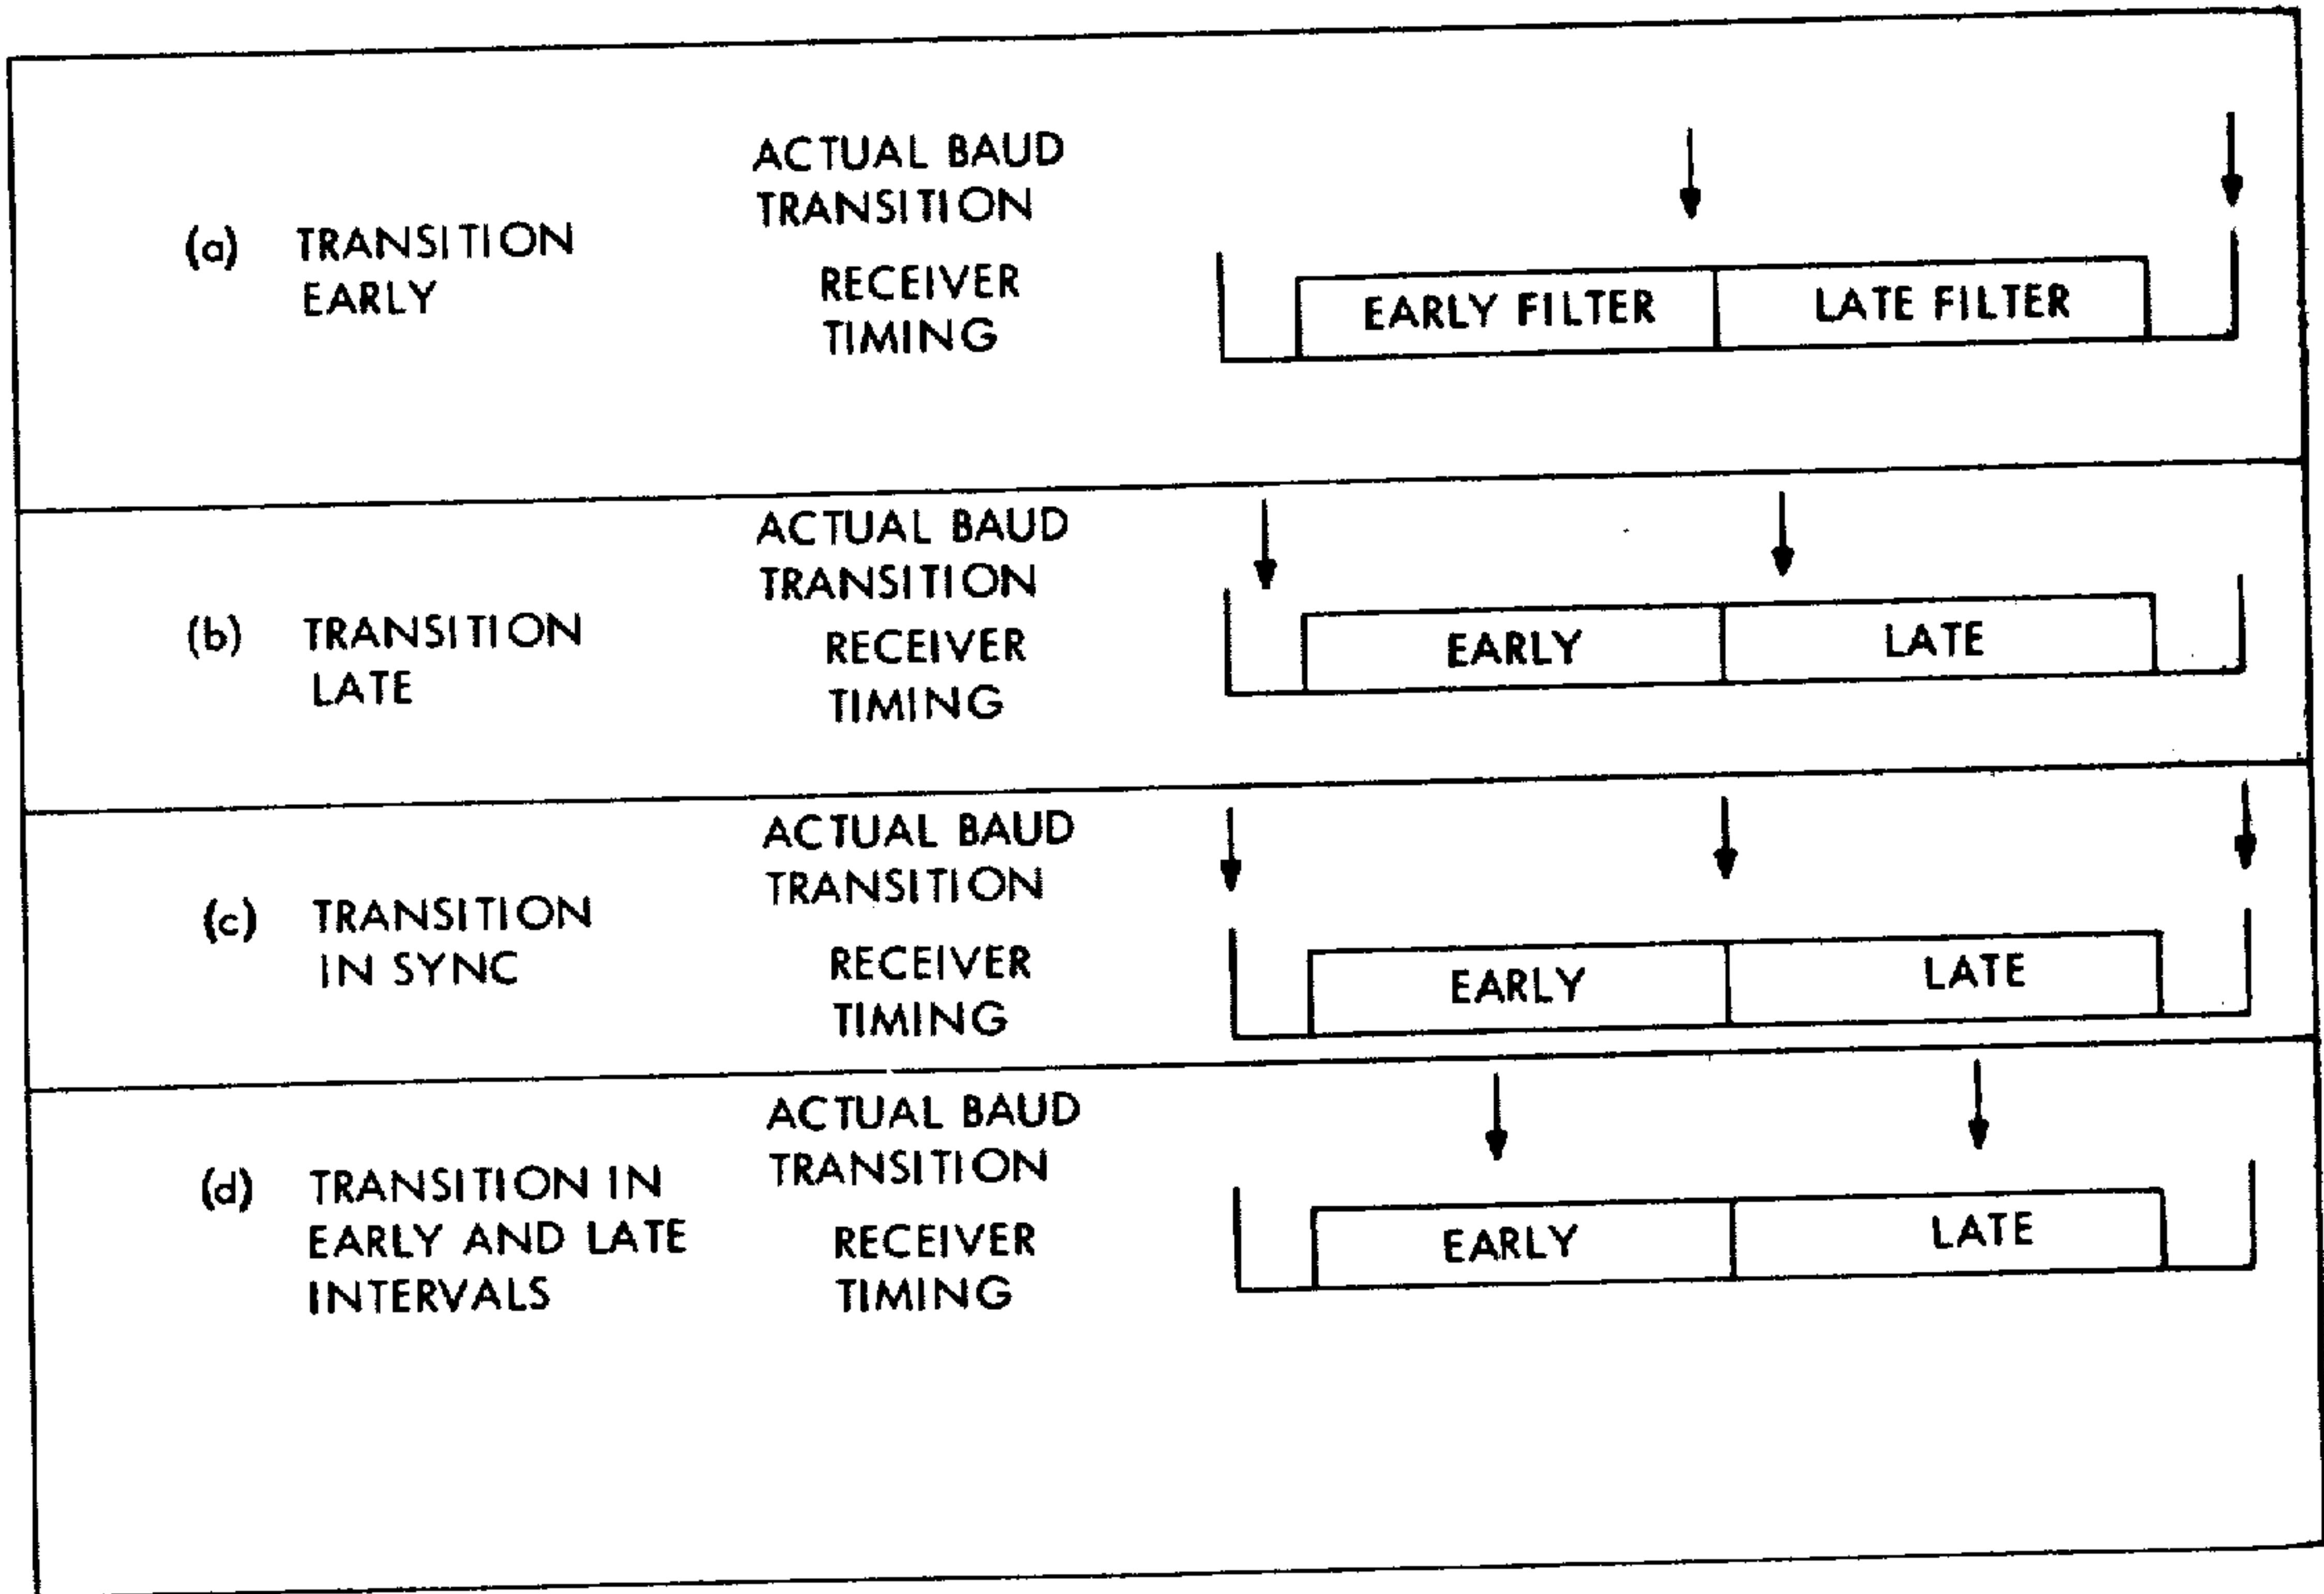 (a) TRANSITION
EARLY
ACTUAL BAUD
TRANSITION
RECEIVER
TIMING
EARLY FILTER
LATE FILTER
(b) TRANSITION
LATE
ACTUAL BAUD
TRANSITION
RECEIVER
TIMING
EARLY
LATE
(c) TRANSITION
IN SYNC
ACTUAL BAUD
TRANSITION
RECEIVER
TIMING
EARLY
LATE
(d) TRANSITION IN
EARLY AND LATE
INTERVALS
ACTUAL BAUD
TRANSITION
RECEIVER
TIMING
EARLY
LATE